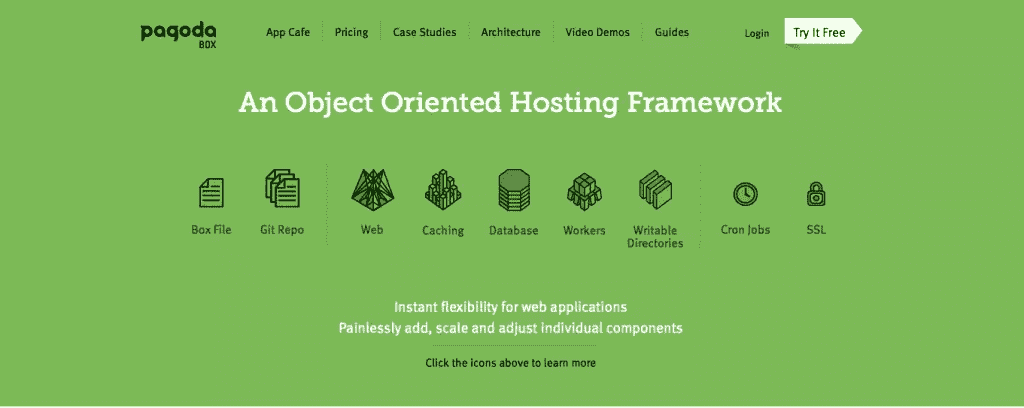 pagoda
BOX
App Cafe
Pricing
Case Studies
Architecture
Video Demos
Guides
Login
Try It Free
An Object Oriented Hosting Framework
Box File
Git Repo
Web
Caching
Database
Workers
Writable
Directories
Cron Jobs
SSL
Instant flexibility for web applications
Painlessly add, scale and adjust individual components
Click the icons above to learn more